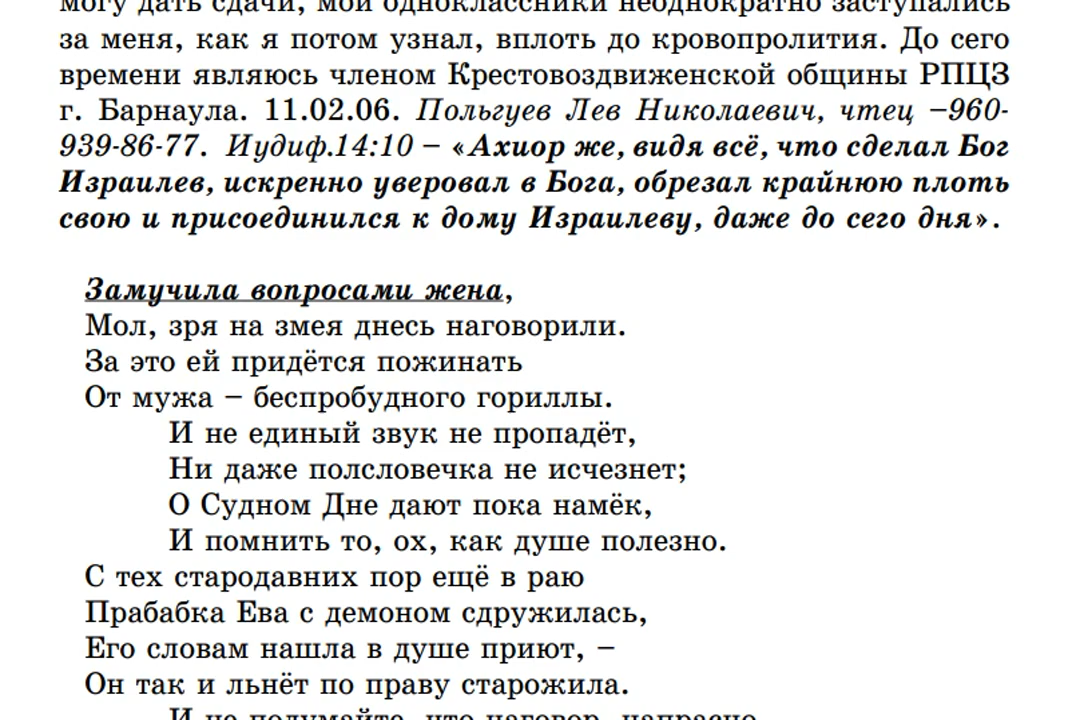 могу дать сдачи, мои одноклассники неоднократно заступались
за меня, как я потом узнал, вплоть до кровопролития. До сего
времени являюсь членом Крестовоздвиженской общины РПЦЗ
г. Барнаула. 11.02.06. Польгуев Лев Николаевич, чтец –960-
939-86-77. Иудиф.14:10 – «Ахиор же, видя всё, что сделал Бог
Израилев, искренно уверовал в Бога, обрезал крайнюю плоть
свою и присоединился к дому Израилеву, даже до сего дня».
Замучила вопросами жена,
Мол, зря на змея днесь наговорили.
За это ей придётся пожинать
От мужа – беспробудного гориллы.
И не единый звук не пропадёт,
Ни даже полсловечка не исчезнет;
О Судном Дне дают пока намёк,
И помнить то, ох, как душе полезно.
С тех стародавних пор ещё в раю
Прабабка Ева с демоном сдружилась,
Его словам нашла в душе приют, –
Он так и льнёт по праву старожила.
И не подумайте, что наговор, напрасно